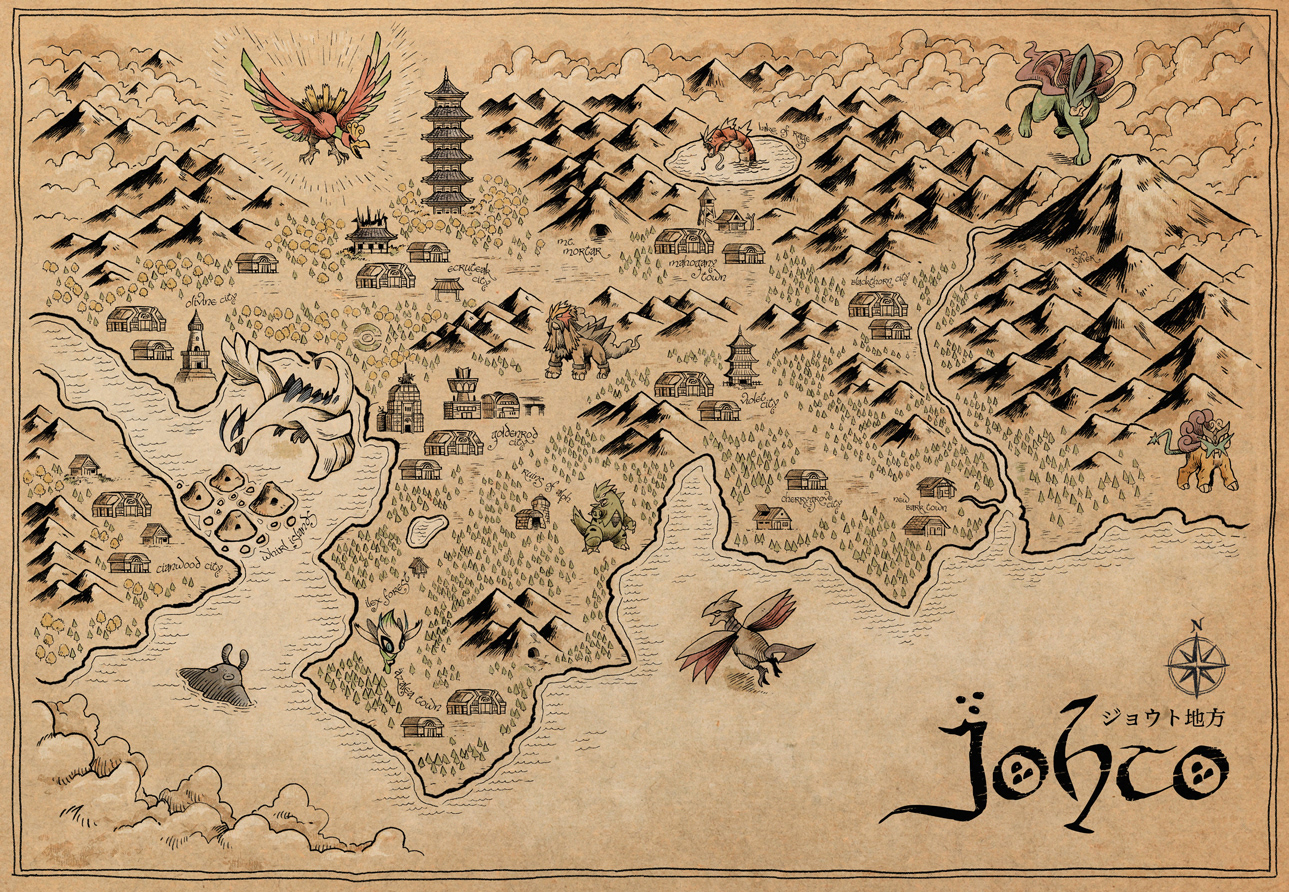 lake of rage
mt.
mortar
mahogany
town
mt.
silver
ecruteak
city
blackthorn city
olivine city
violet
city
goldenrod
city
ruins of alph
cherrygrove
city
new
bark town
whirl islands
cianwood city
ilex forest
azalea town
N
ジョウト地方
johto